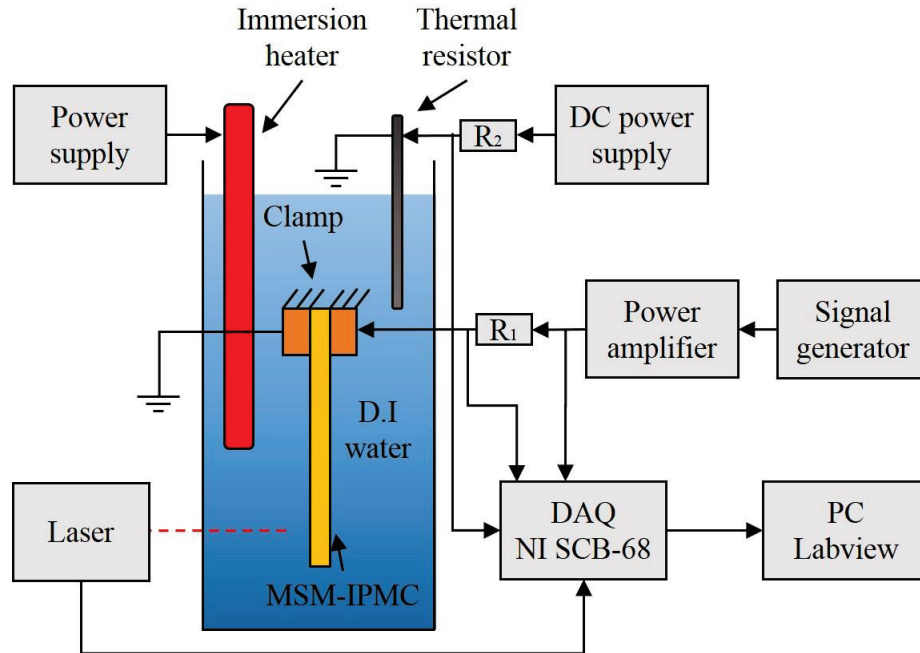 Immersion
heater
Thermal
resistor
Power
supply
R2
DC power
supply
Clamp
R1
Power
amplifier
Signal
generator
D.I
water
Laser
DAQ
NI SCB-68
PC
Labview
MSM-IPMC